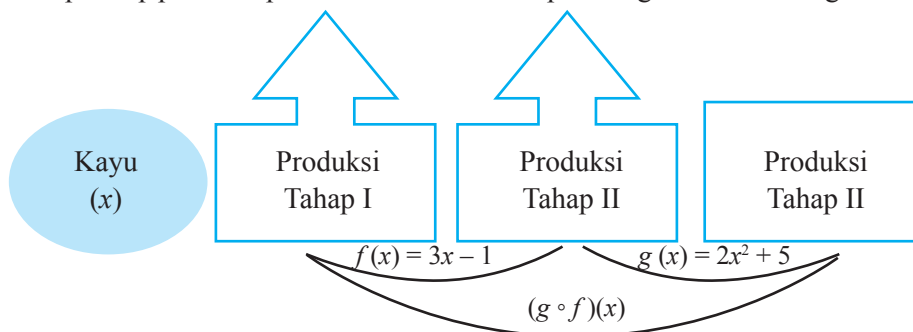 Kayu
(x)
Produksi
Tahap I
Produksi
Tahap II
Produksi
Tahap II
f (x) = 3x – 1
g (x) = 2x² + 5
(g ∘ f)(x)